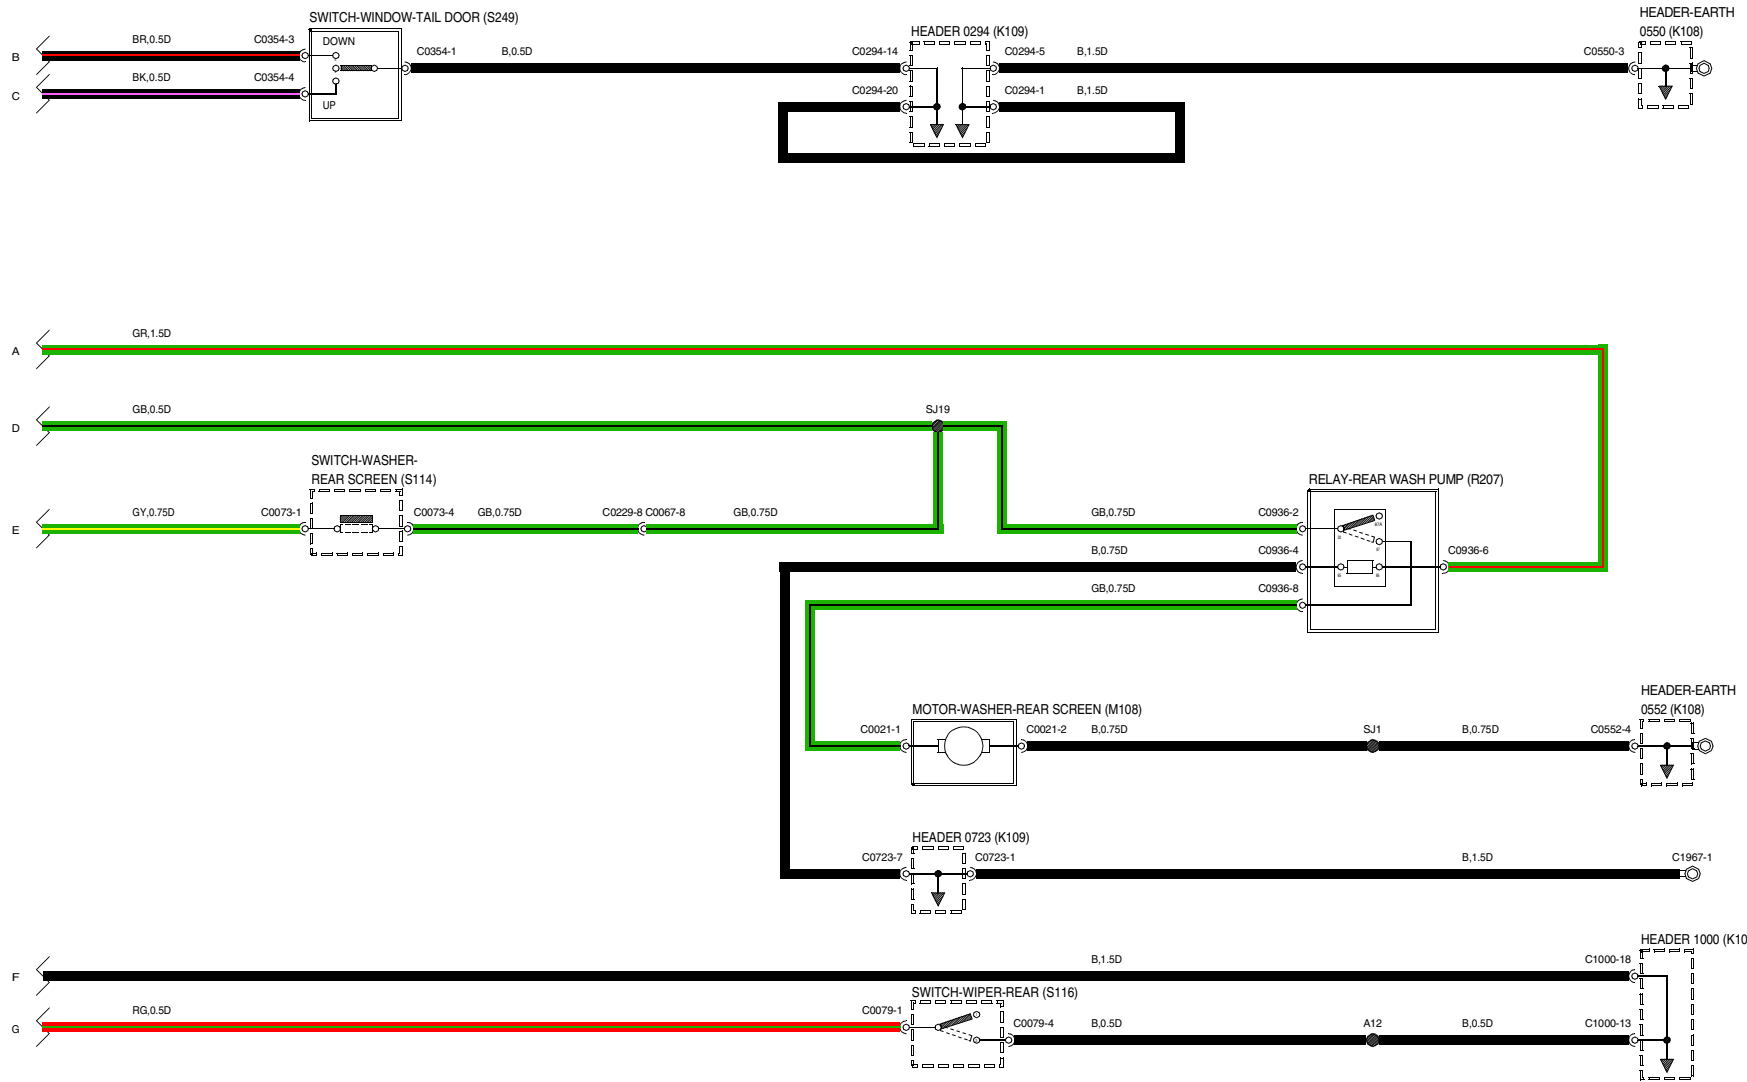 SWITCH-WINDOW-TAIL DOOR (S249)
HEADER-EARTH
0550 (K108)
HEADER 0294 (K109)
B
BR,0.5D
C0354-3
DOWN
C0354-1
B,0.5D
C0294-14
C0294-5
B,1.5D
C0550-3
C
BK,0.5D
C0354-4
UP
C0294-20
C0294-1
B,1.5D
A
GR,1.5D
D
GB,0.5D
SJ19
SWITCH-WASHER-
REAR SCREEN (S114)
RELAY-REAR WASH PUMP (R207)
E
GY,0.75D
C0073-1
C0073-4
GB,0.75D
C0229-8
C0067-8
GB,0.75D
GB,0.75D
C0936-2
87A
B,0.75D
C0936-4
C0936-6
GB,0.75D
C0936-8
HEADER-EARTH
0552 (K108)
MOTOR-WASHER-REAR SCREEN (M108)
C0021-1
C0021-2
B,0.75D
SJ1
B,0.75D
C0552-4
HEADER 0723 (K109)
C0723-7
C0723-1
B,1.5D
C1967-1
HEADER 1000 (K10
F
B,1.5D
C1000-18
SWITCH-WIPER-REAR (S116)
G
RG,0.5D
C0079-1
C0079-4
B,0.5D
A12
B,0.5D
C1000-13